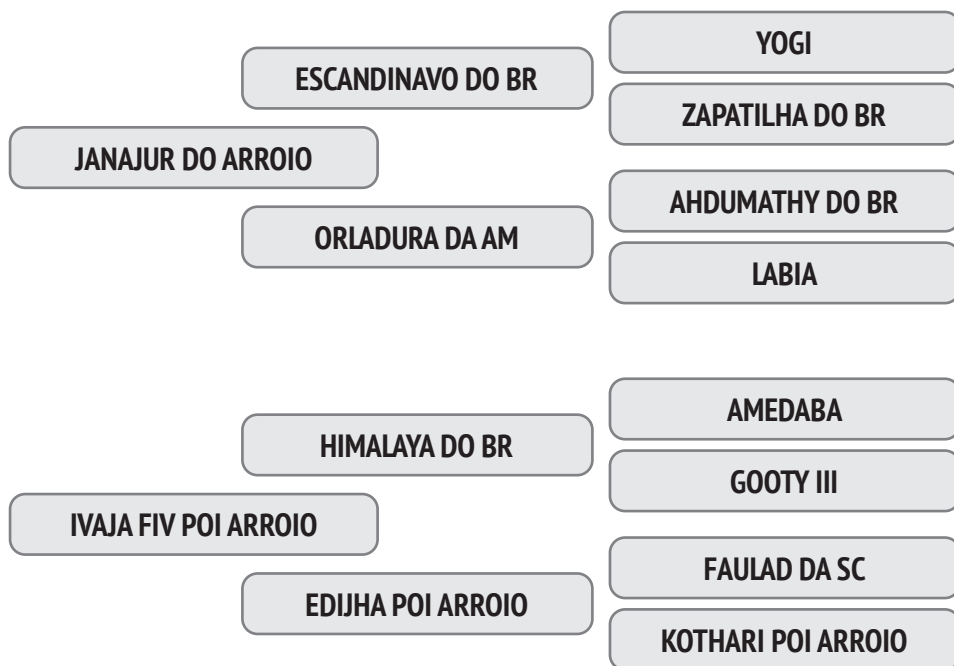 YOGI
ESCANDINAVO DO BR
ZAPATILHA DO BR
JANAJUR DO ARROIO
AHDUMATHY DO BR
ORLADURA DA AM
LABIA
AMEDABA
HIMALAYA DO BR
GOOTY III
IVAJA FIV POI ARROIO
FAULAD DA SC
EDIJHA POI ARROIO
KOTHARI POI ARROIO